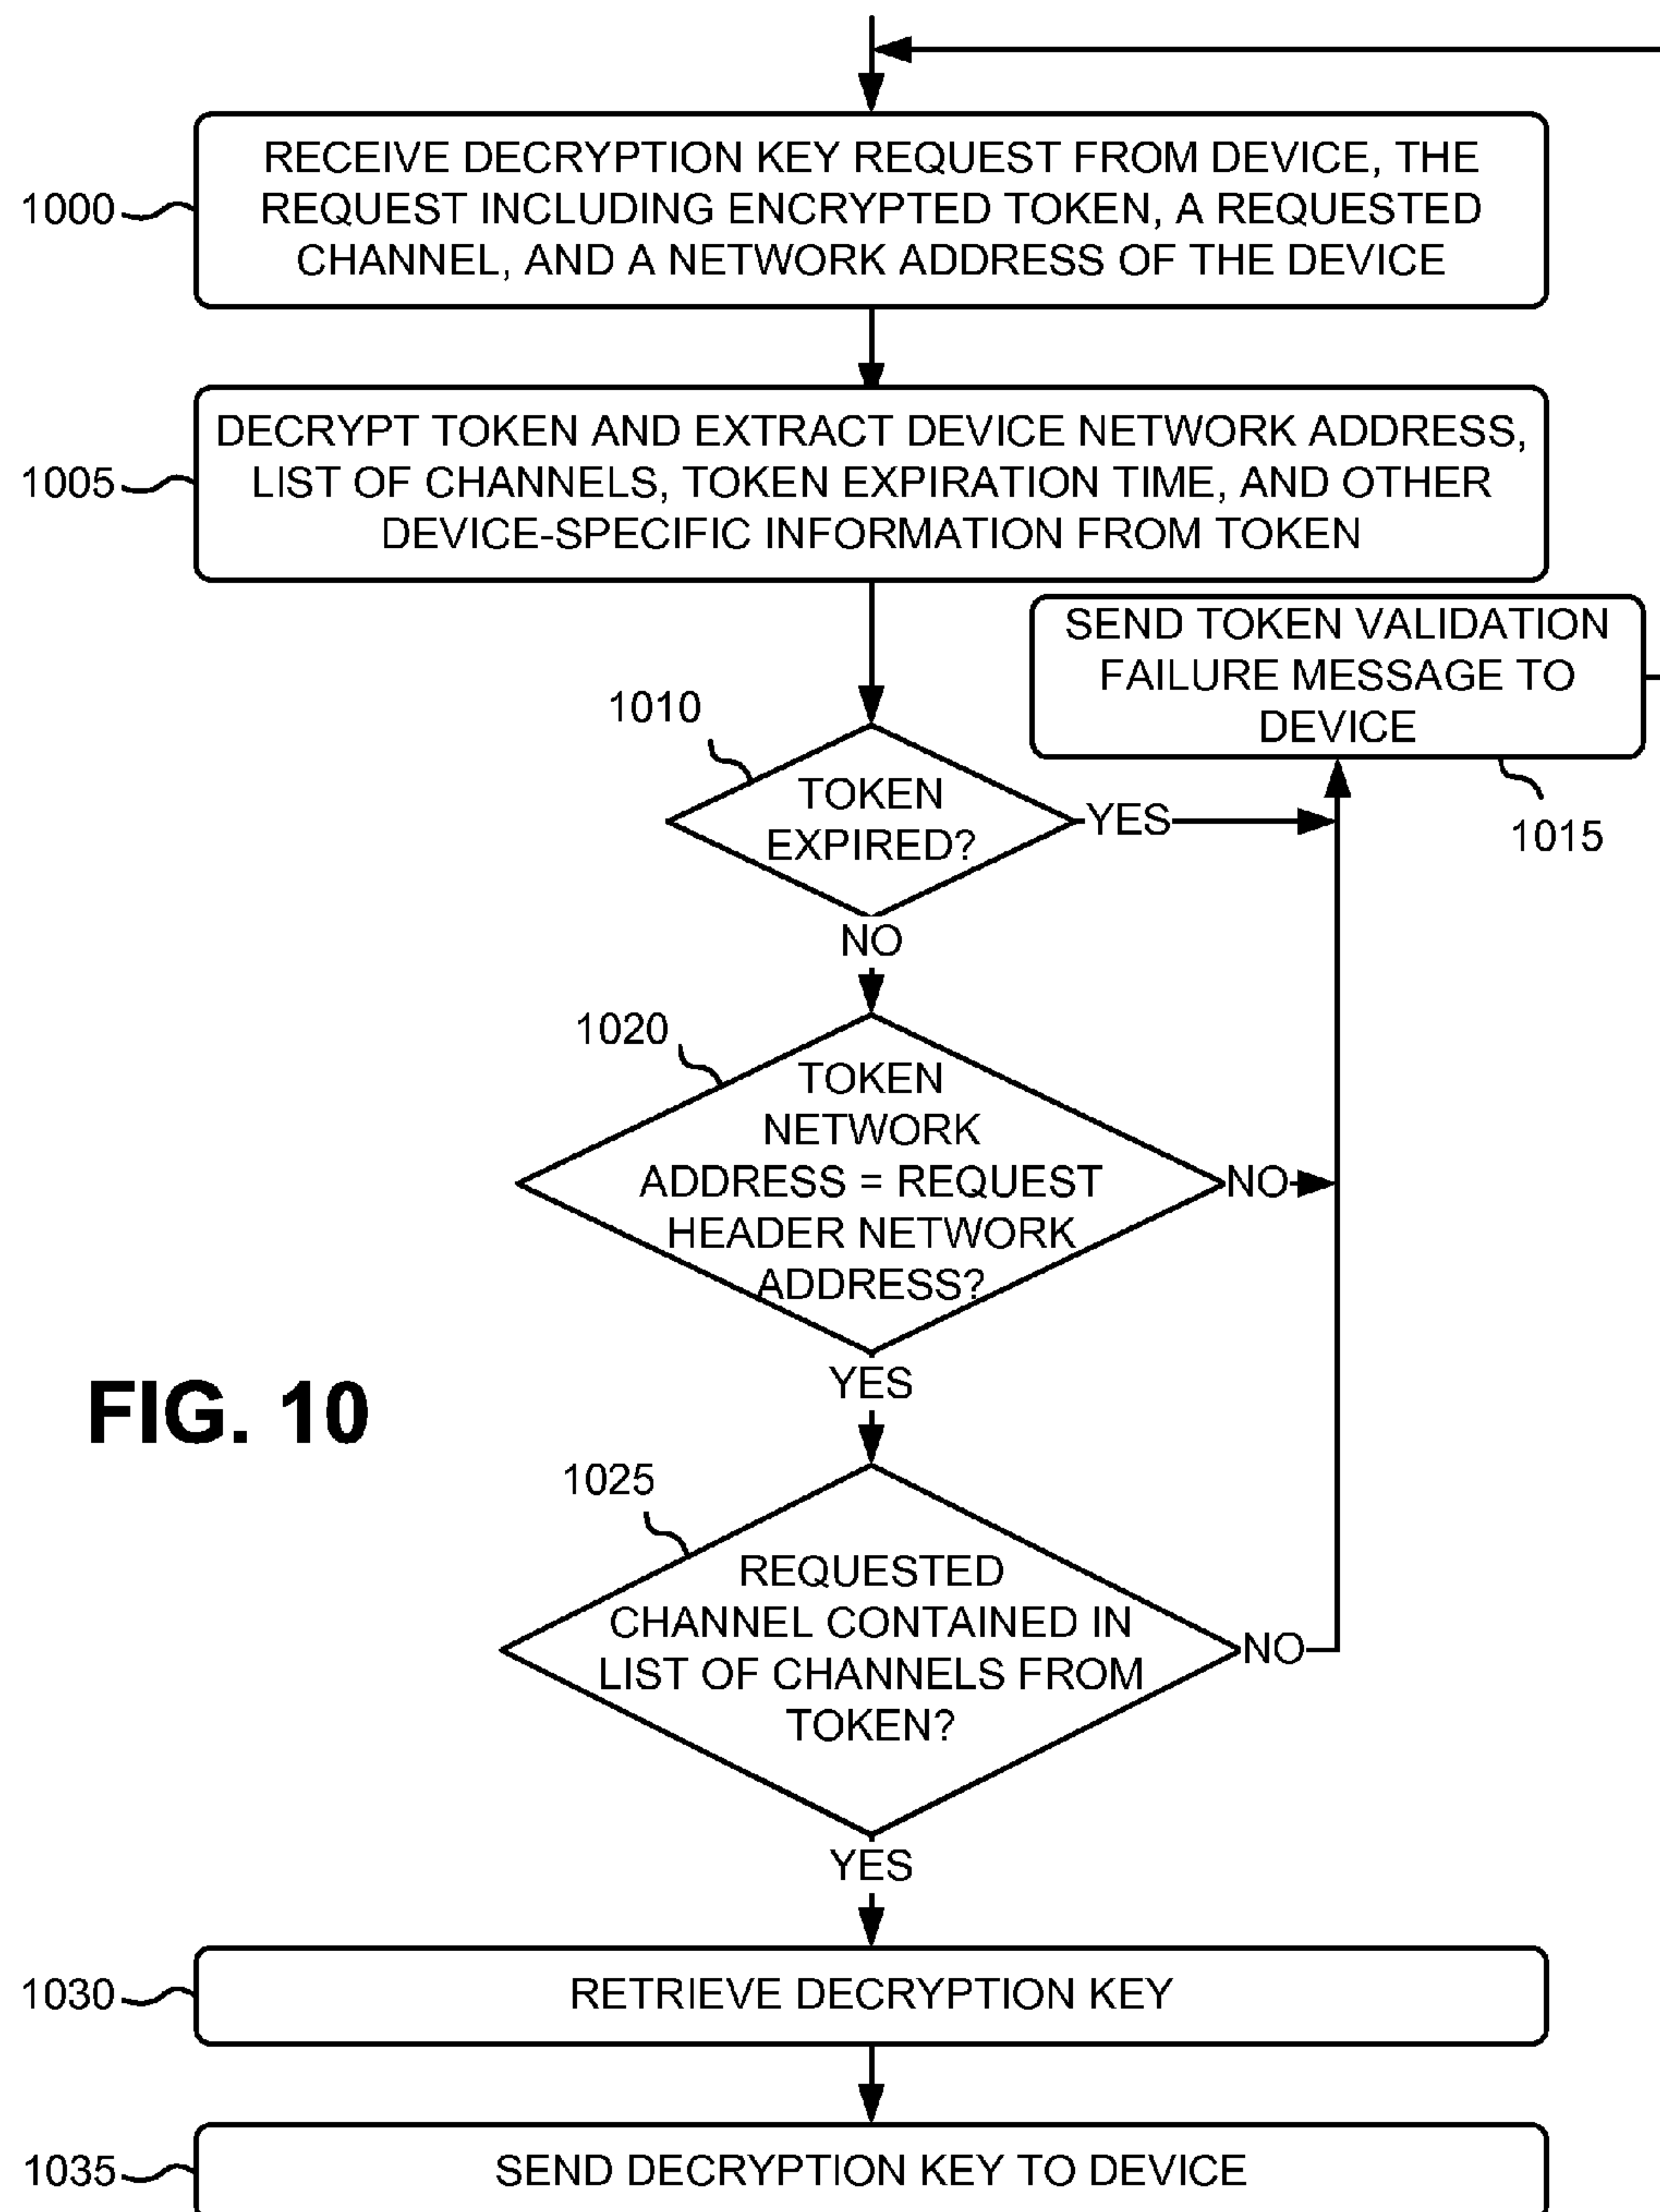 RECEIVE DECRYPTION KEY REQUEST FROM DEVICE, THE
1000
REQUEST INCLUDING ENCRYPTED TOKEN, A REQUESTED
CHANNEL, AND A NETWORK ADDRESS OF THE DEVICE
DECRYPT TOKEN AND EXTRACT DEVICE NETWORK ADDRESS,
1005
LIST OF CHANNELS, TOKEN EXPIRATION TIME, AND OTHER
DEVICE-SPECIFIC INFORMATION FROM TOKEN
SEND TOKEN VALIDATION
FAILURE MESSAGE TO
DEVICE
1015
1010
TOKEN
EXPIRED?
YES
NO
1020
TOKEN
NETWORK
ADDRESS = REQUEST
HEADER NETWORK
ADDRESS?
NO
YES
FIG. 10
1025
REQUESTED
CHANNEL CONTAINED IN
LIST OF CHANNELS FROM
TOKEN?
NO
YES
1030
RETRIEVE DECRYPTION KEY
1035
SEND DECRYPTION KEY TO DEVICE